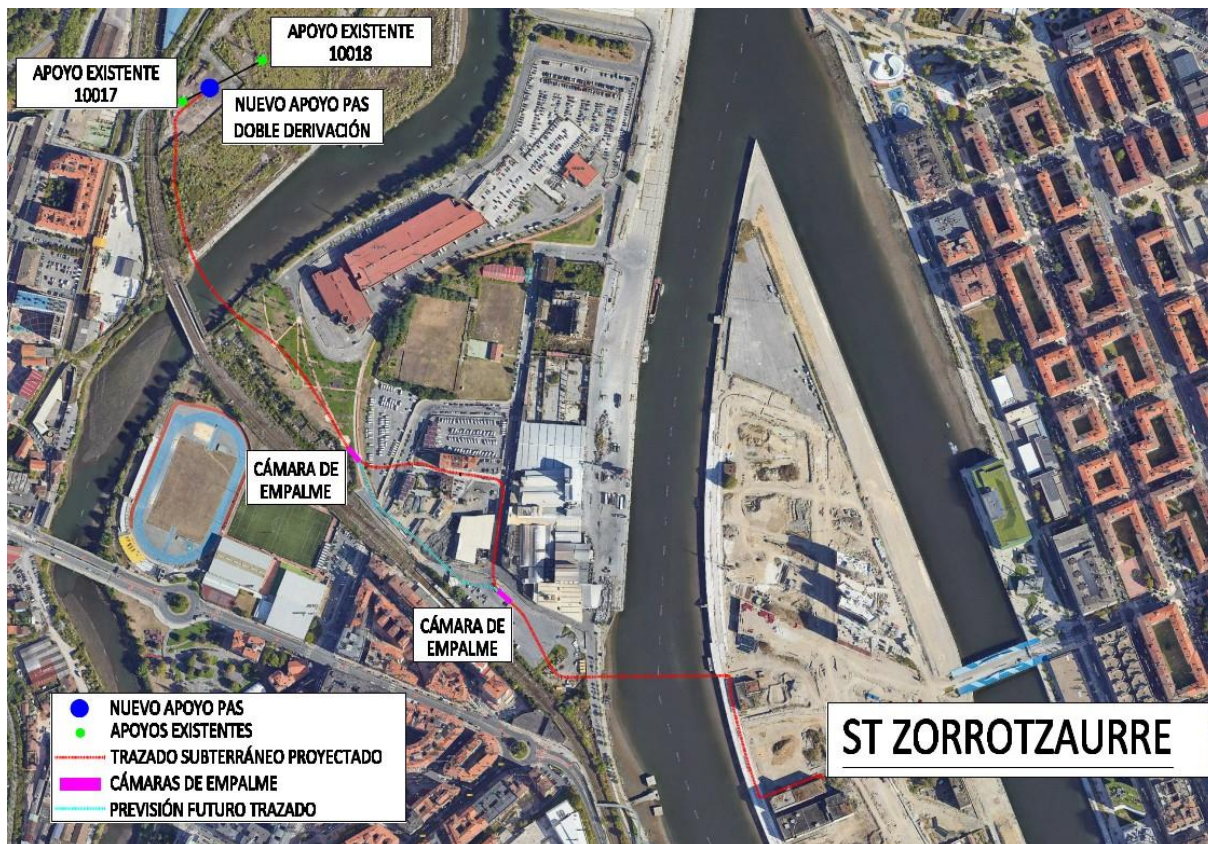 APOYO EXISTENTE
10018
APOYO EXISTENTE
10017
NUEVO APOYO PAS
DOBLE DERIVACIÓN
CÁMARA DE
EMPALME
CÁMARA DE
EMPALME
NUEVO APOYO PAS
APOYOS EXISTENTES
TRAZADO SUBTERRÁNEO PROYECTADO
CÁMARAS DE EMPALME
PREVISIÓN FUTURO TRAZADO
ST ZORROTZAURRE